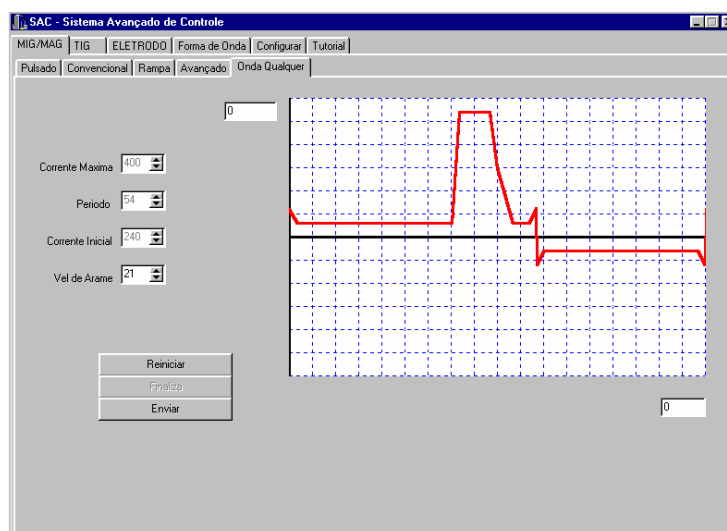 SAC - Sistema Avançado de Controle
MIG/MAG TIG ELETRODO Forma de Onda Configurar Tutorial
Pulsado Convencional Rampa Avançado Onda Qualquer
0
Corrente Maxima 400
Periodo 54
Corrente Inicial 240
Vel de Arame 21
Reiniciar
Finaliza
Enviar
0